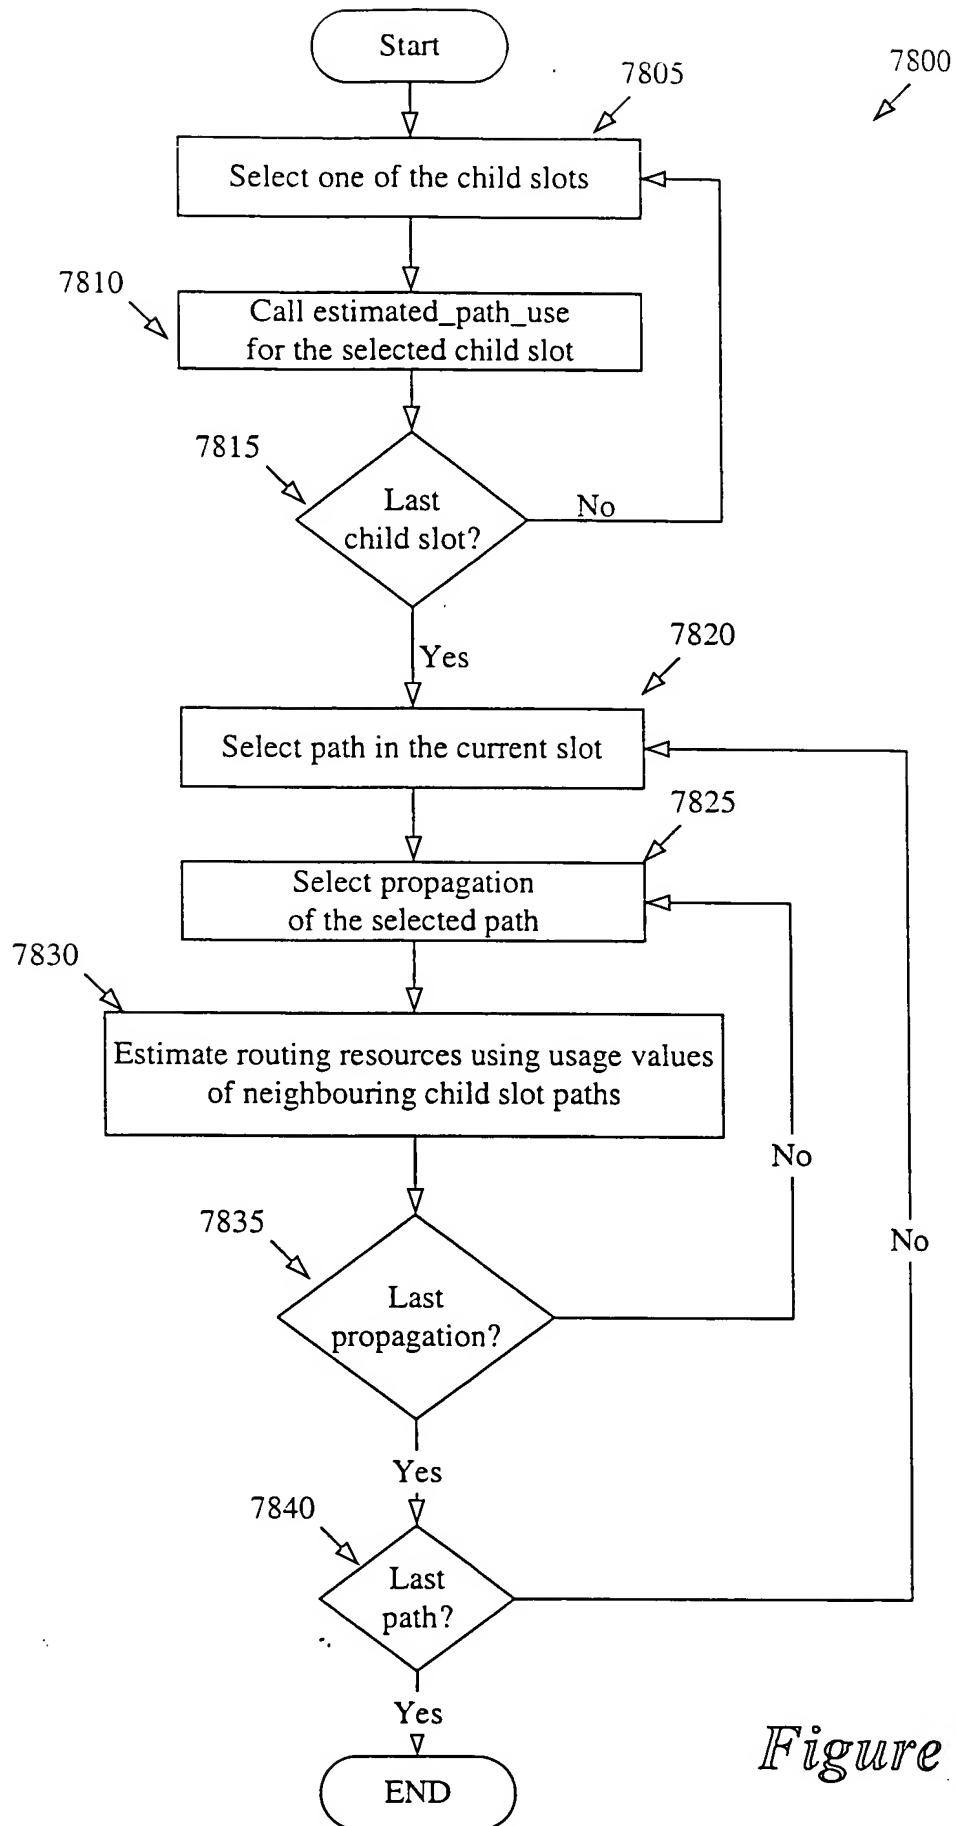 Start
7805
7800
Select one of the child slots
7810
Call estimated_path_use
for the selected child slot
7815
Last
child slot?
No
Yes
7820
Select path in the current slot
7825
Select propagation
of the selected path
7830
Estimate routing resources using usage values
of neighbouring child slot paths
No
7835
No
Last
propagation?
Yes
7840
Last
path?
Yes
Figure
END